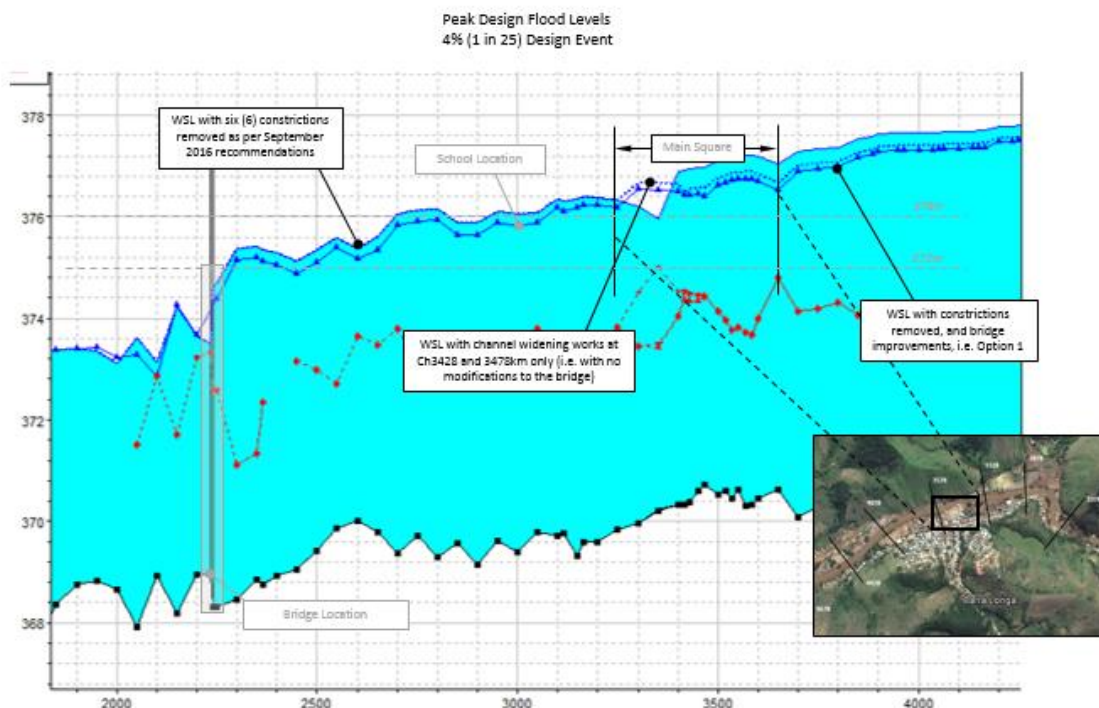 Peak Design Flood Levels
4% (1 in 25) Design Event
378
376
374
372
370
368
WSL with six (6) constrictions
removed as per September
2016 recommendations
School Location
Main Square
WSL with channel widening works at
Ch3428 and 3478km only (i.e. with no
modifications to the bridge)
WSL with constrictions
removed, and bridge
improvements, i.e. Option 1
Bridge Location
Barra Longa
2000
2500
3000
3500
4000